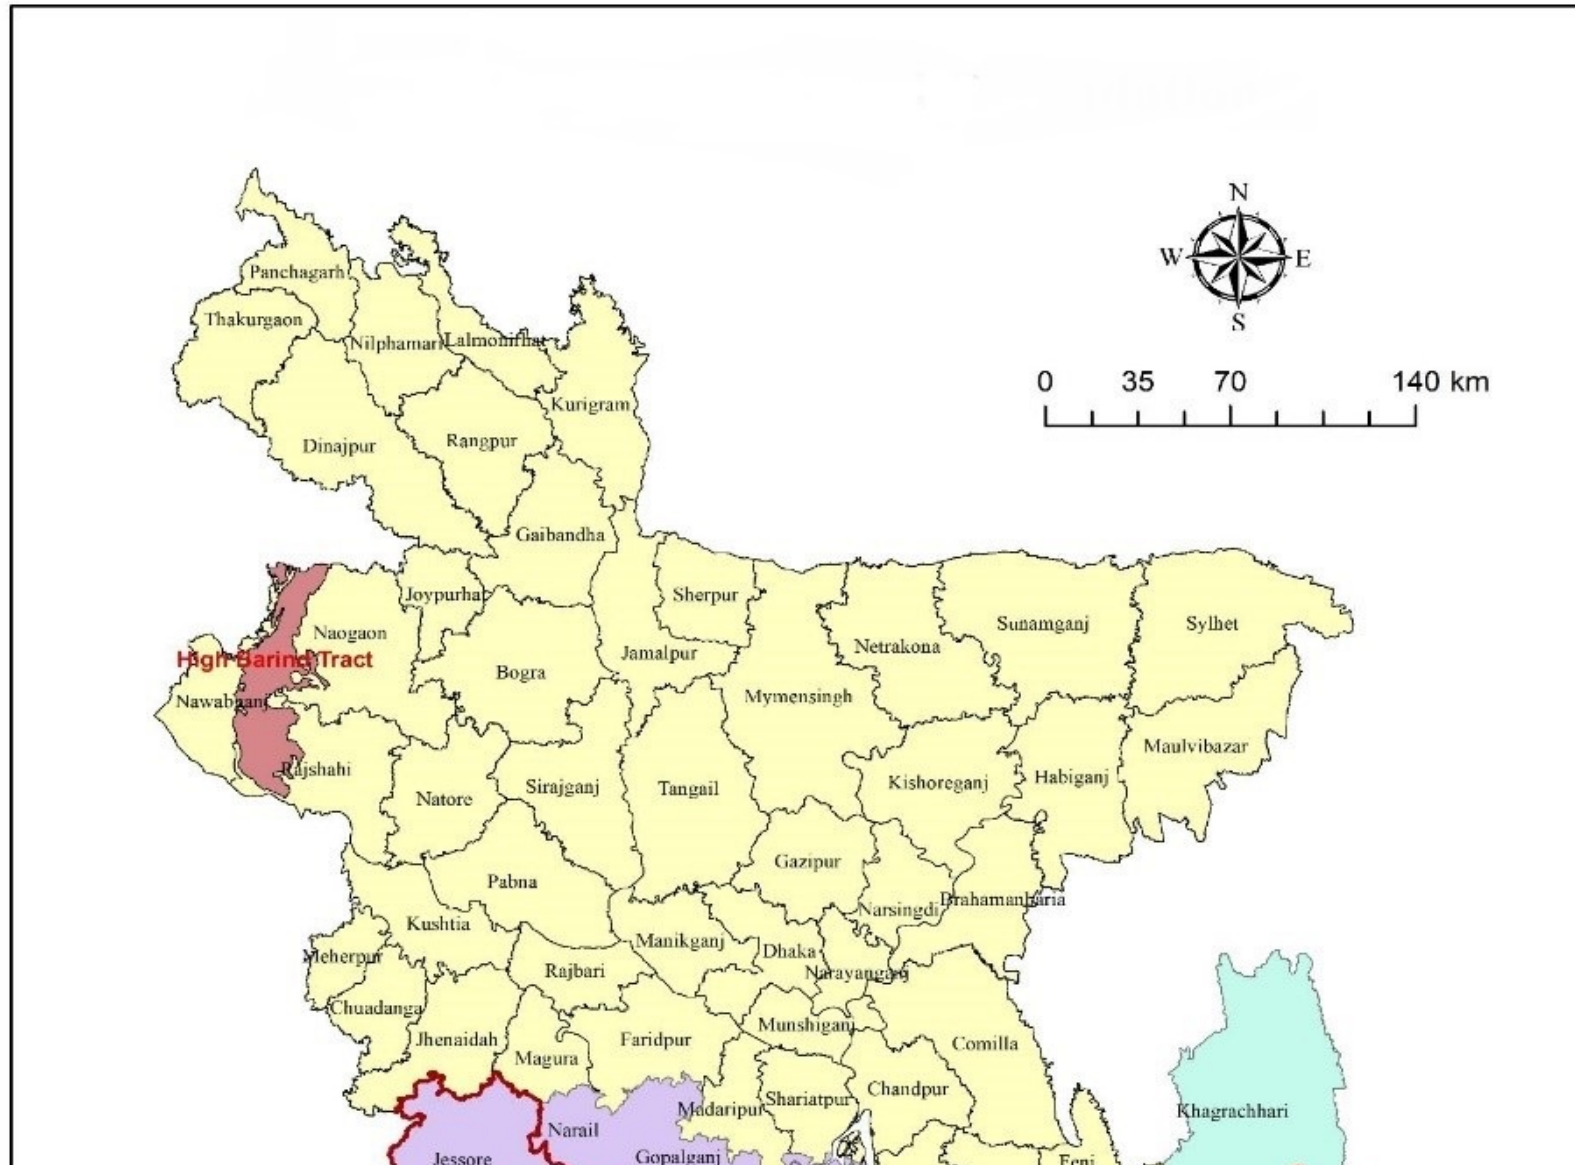 N
W E
S
0 35 70 140 km
Panchagarh
Thakurgaon
Nilphamari
Lalmonirhat
Kurigram
Dinajpur
Rangpur
Gaibandha
Joypurhat
Sherpur
Naogaon
Sunamganj
Sylhet
Netrakona
Jamalpur
High Barind Tract
Bogra
Mymensingh
Nawabganj
Maulvibazar
Rajshahi
Habiganj
Kishoreganj
Sirajganj
Tangail
Natore
Gazipur
Pabna
Brahamanbaria
Narsingdi
Kushtia
Manikganj
Dhaka
Meherpur
Rajbari
Narayanganj
Chuadanga
Munshiganj
Jhenaidah
Faridpur
Comilla
Magura
Chandpur
Shariatpur
Madaripur
Khagrachhari
Narail
Gopalganj
Jessore
Feni